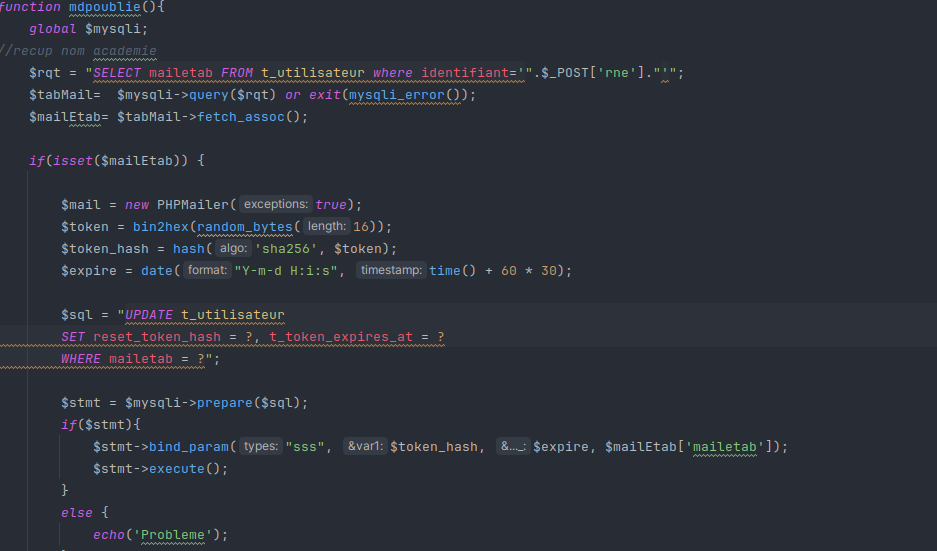 function mdpoublie(){
global $mysqli;
//recup nom academie
$rqt = "SELECT mailetab FROM t_utilisateur where identifiant='".$_POST['rne']."'";
$tabMail= $mysqli->query($rqt) or exit(mysqli_error());
$mailEtab= $tabMail->fetch_assoc();
if(isset($mailEtab)) {
$mail = new PHPMailer( exceptions: true);
$token = bin2hex(random_bytes( length: 16));
$token_hash = hash( algo: 'sha256', $token);
$expire = date( format: "Y-m-d H:i:s", timestamp: time() + 60 * 30);
$sql = "UPDATE t_utilisateur
SET reset_token_hash = ?, t_token_expires_at = ?
WHERE mailetab = ?";
$stmt = $mysqli->prepare($sql);
if($stmt){
$stmt->bind_param( types: "sss", &var1: $token_hash, &..._: $expire, $mailEtab['mailetab']);
$stmt->execute();
}
else {
echo('Probleme');